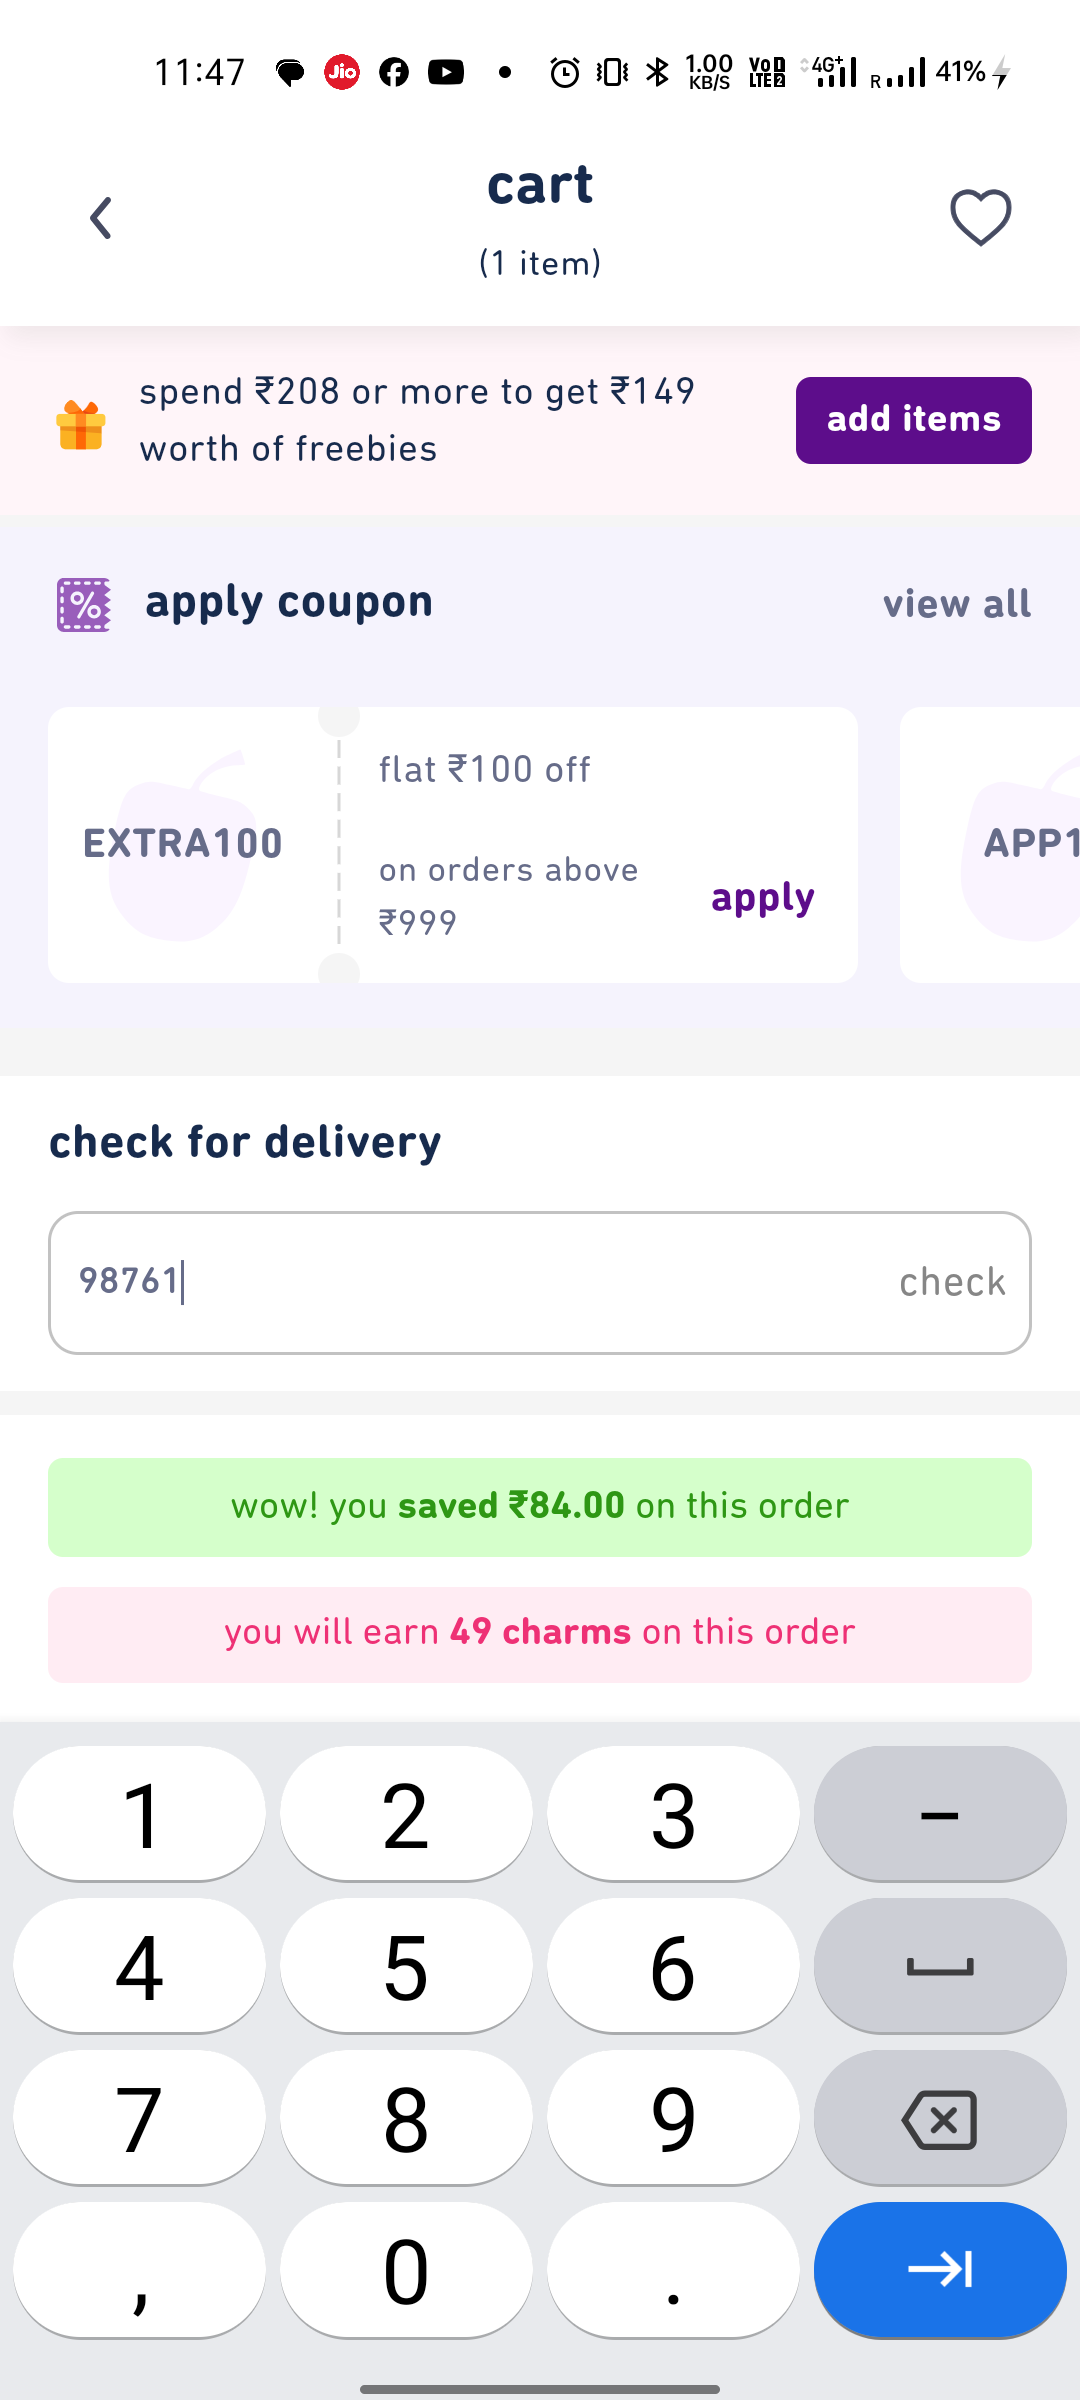 11:47 Jio 1.00 KB/S VoD LTE2 4G+ R 41%
cart
(1 item)
spend ₹208 or more to get ₹149
worth of freebies
add items
apply coupon
view all
EXTRA100
flat ₹100 off
on orders above
₹999
apply
APP1
check for delivery
98761
check
wow! you saved ₹84.00 on this order
you will earn 49 charms on this order
1 2 3 –
4 5 6
7 8 9
, 0 .